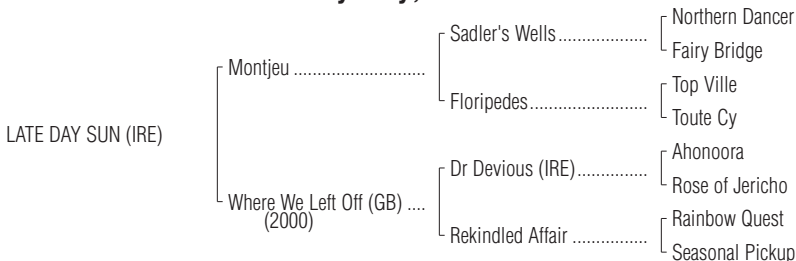 Northern Dancer
Sadler's Wells...................
Fairy Bridge
Montjeu ............................
Top Ville
Floripedes.........................
Toute Cy
LATE DAY SUN (IRE)
Ahonoora
Dr Devious (IRE)...............
Rose of Jericho
Where We Left Off (GB) ....
(2000)
Rainbow Quest
Rekindled Affair ................
Seasonal Pickup